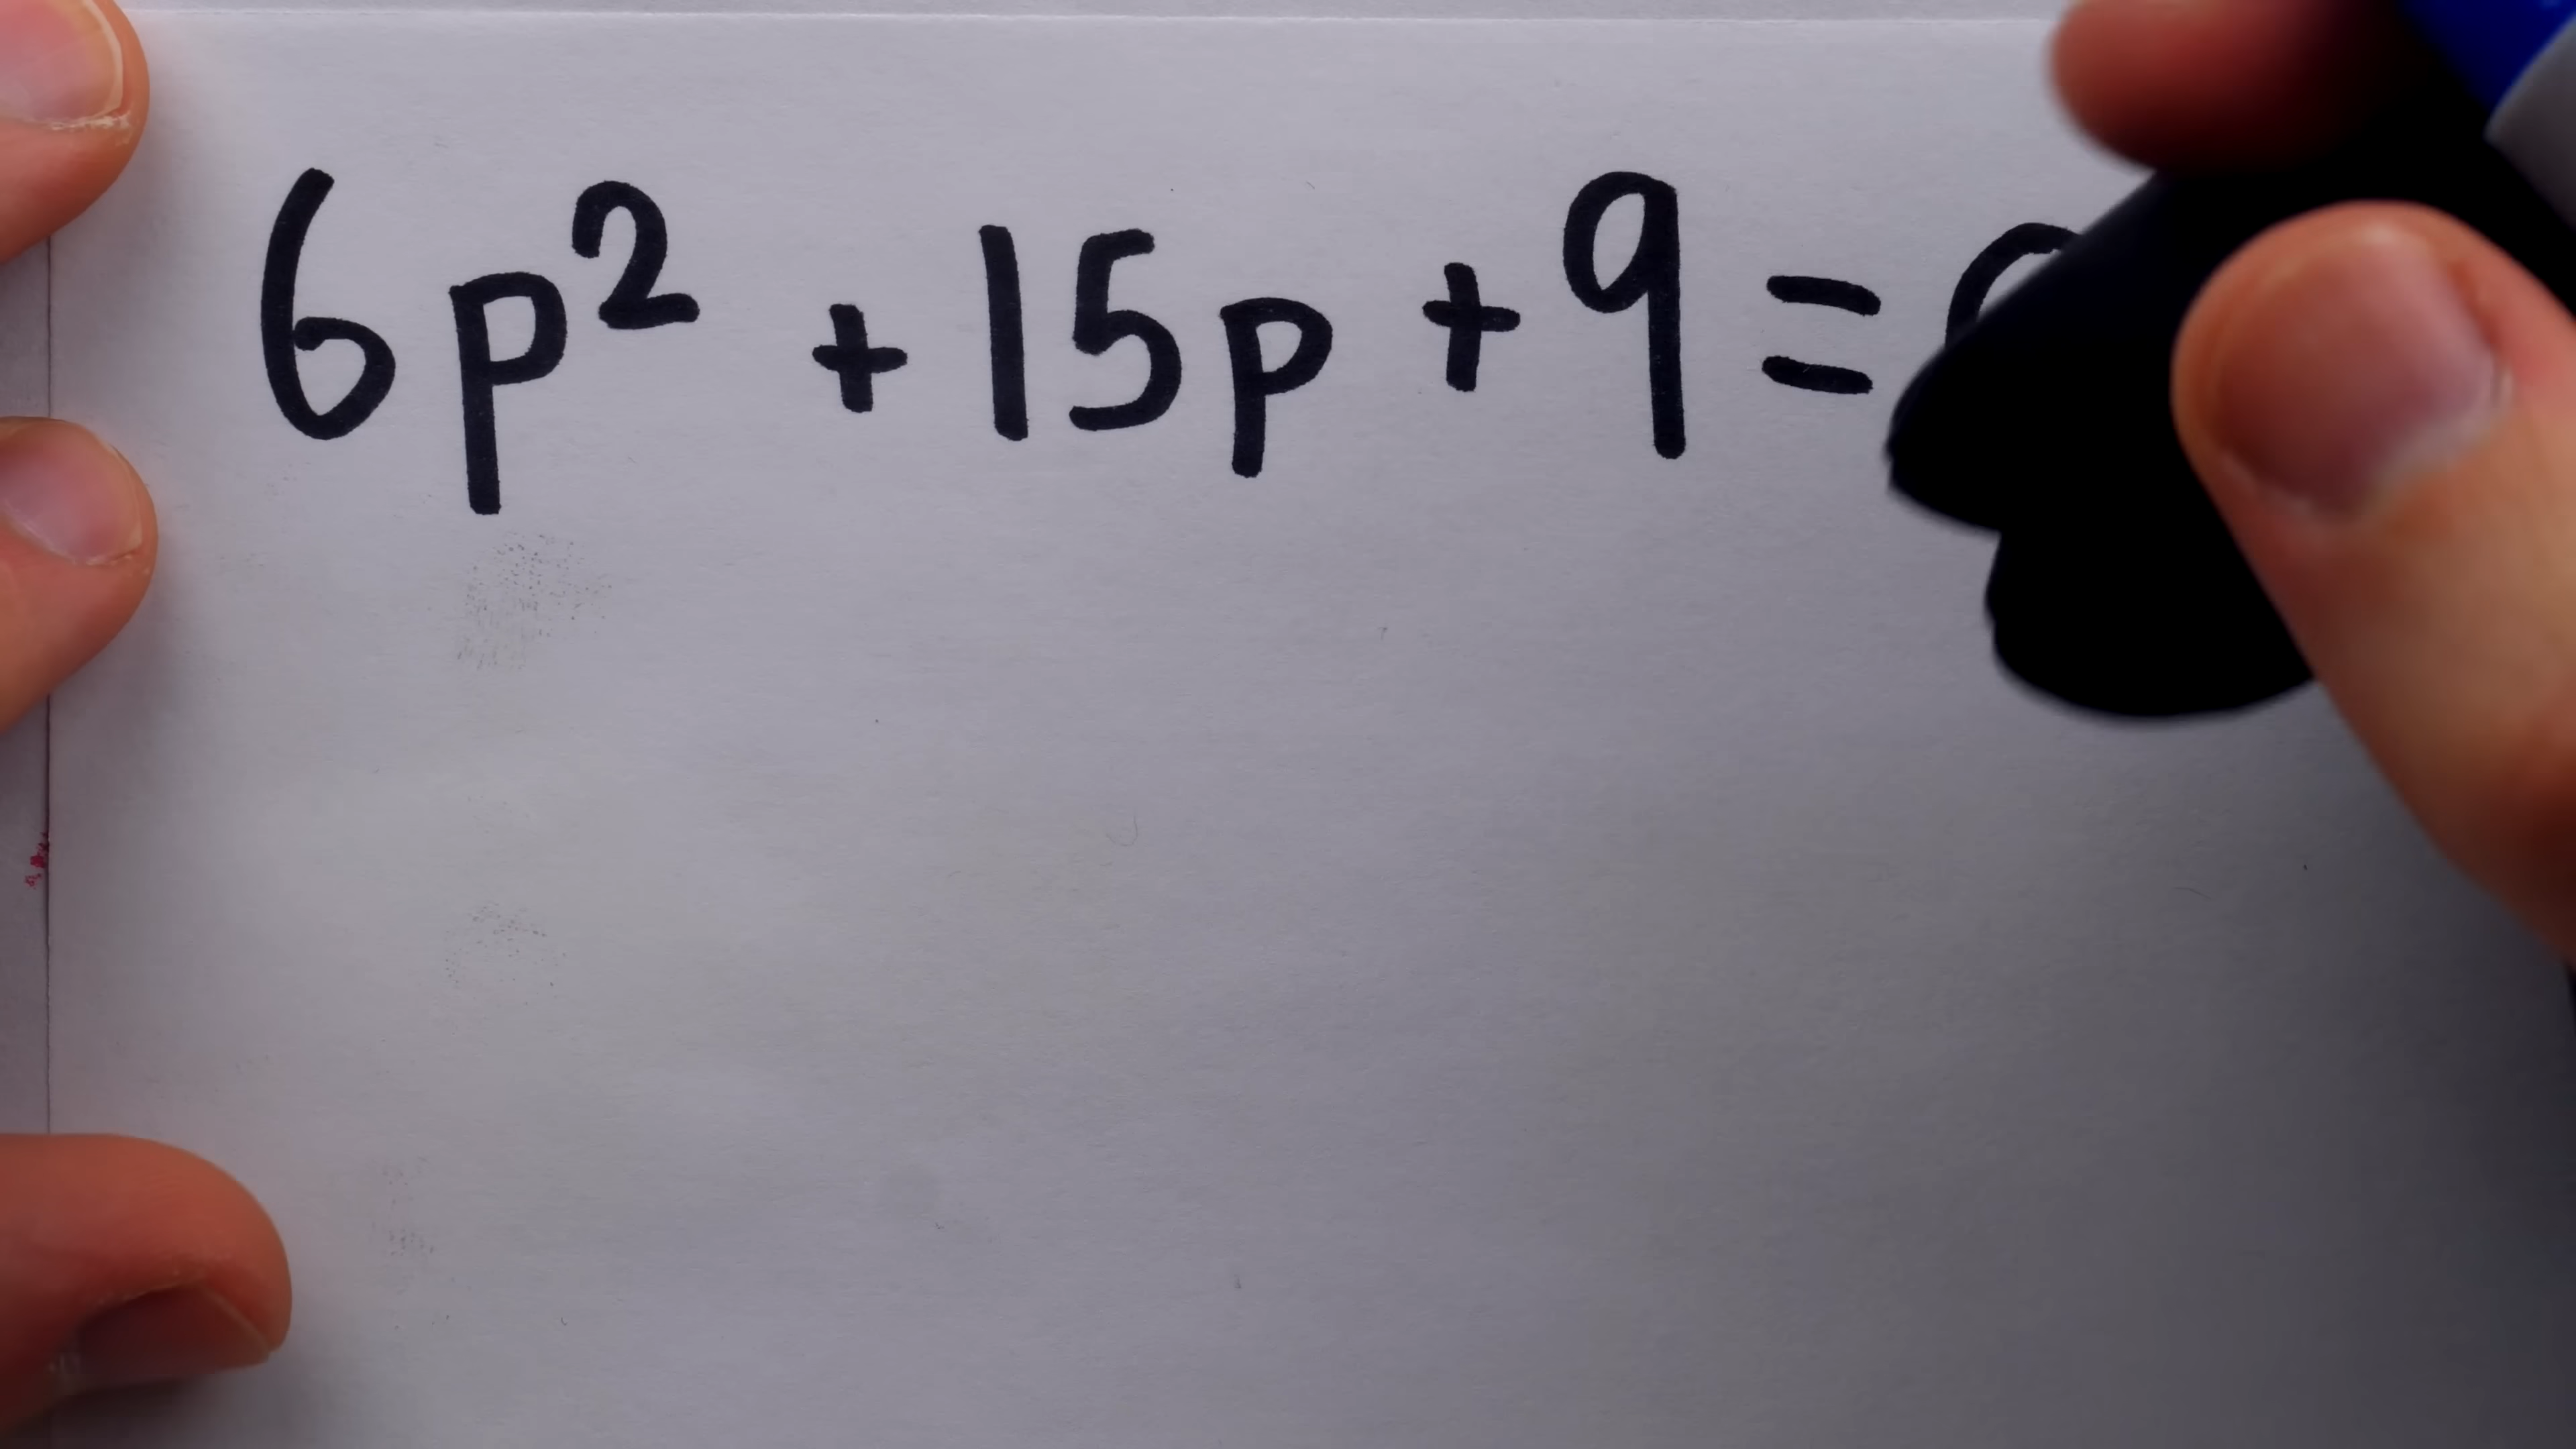 6p² + 15p + 9 =